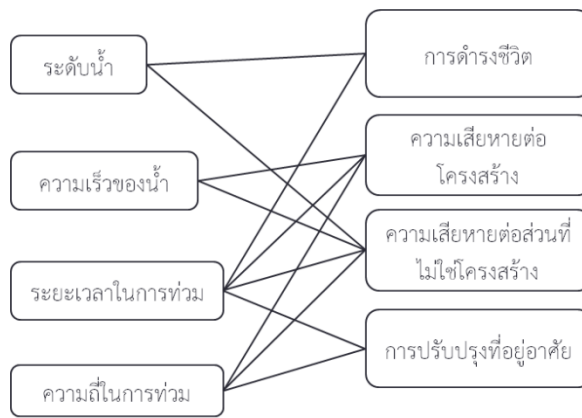 ระดับน้ำ
ความเร็วของน้ำ
ระยะเวลาในการท่วม
ความถี่ในการท่วม
การดำรงชีวิต
ความเสียหายต่อ
โครงสร้าง
ความเสียหายต่อส่วนที่
ไม่ใช่โครงสร้าง
การปรับปรุงที่อยู่อาศัย